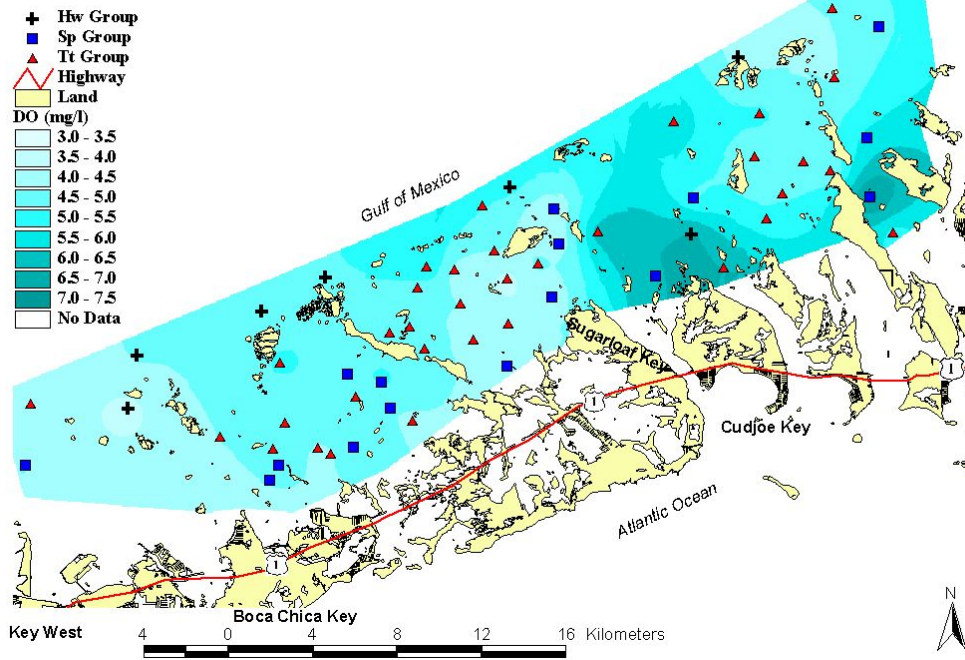 Hw Group
Sp Group
Tt Group
Highway
Land
DO (mg/l)
3.0 - 3.5
3.5 - 4.0
4.0 - 4.5
4.5 - 5.0
5.0 - 5.5
5.5 - 6.0
6.0 - 6.5
6.5 - 7.0
7.0 - 7.5
No Data
Gulf of Mexico
Sugarloaf Key
1
1
Cudjoe Key
Atlantic Ocean
1
Boca Chica Key
Key West
4 0 4 8 12 16 Kilometers
N